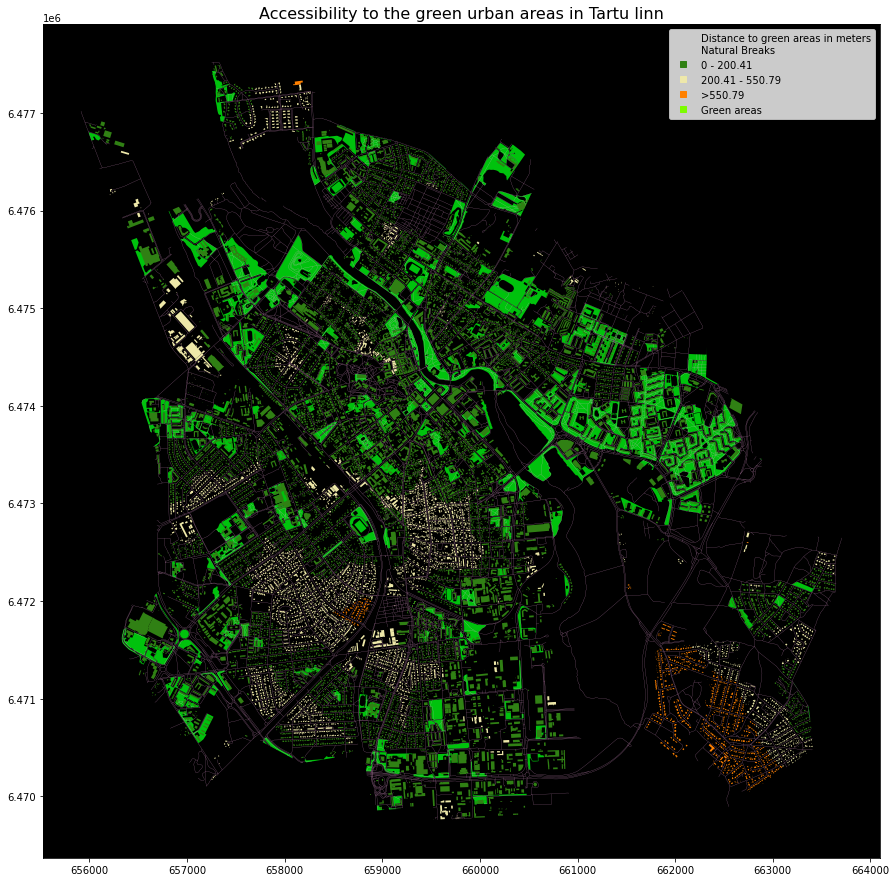 Accessibility to the green urban areas in Tartu linn
1e6
Distance to green areas in meters
Natural Breaks
0 - 200.41
200.41 - 550.79
>550.79
Green areas
6.477
6.476
6.475
6.474
6.473
6.472
6.471
6.470
656000 657000 658000 659000 660000 661000 662000 663000 664000